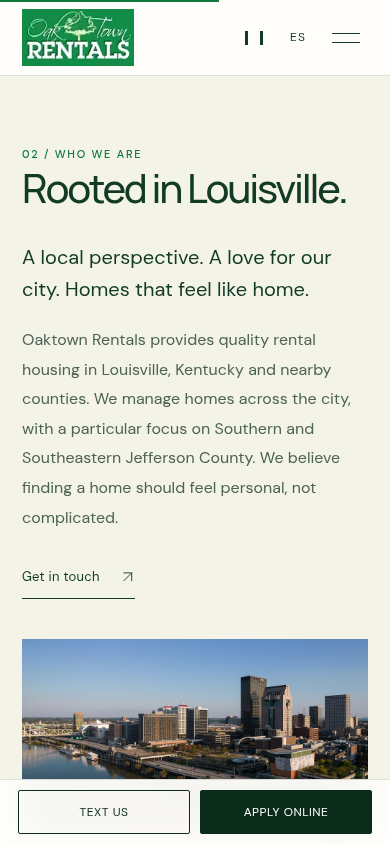 Oak Town
RENTALS
ES
02 / WHO WE ARE
Rooted in Louisville.
A local perspective. A love for our
city. Homes that feel like home.
Oaktown Rentals provides quality rental
housing in Louisville, Kentucky and nearby
counties. We manage homes across the city,
with a particular focus on Southern and
Southeastern Jefferson County. We believe
finding a home should feel personal, not
complicated.
Get in touch
TEXT US
APPLY ONLINE